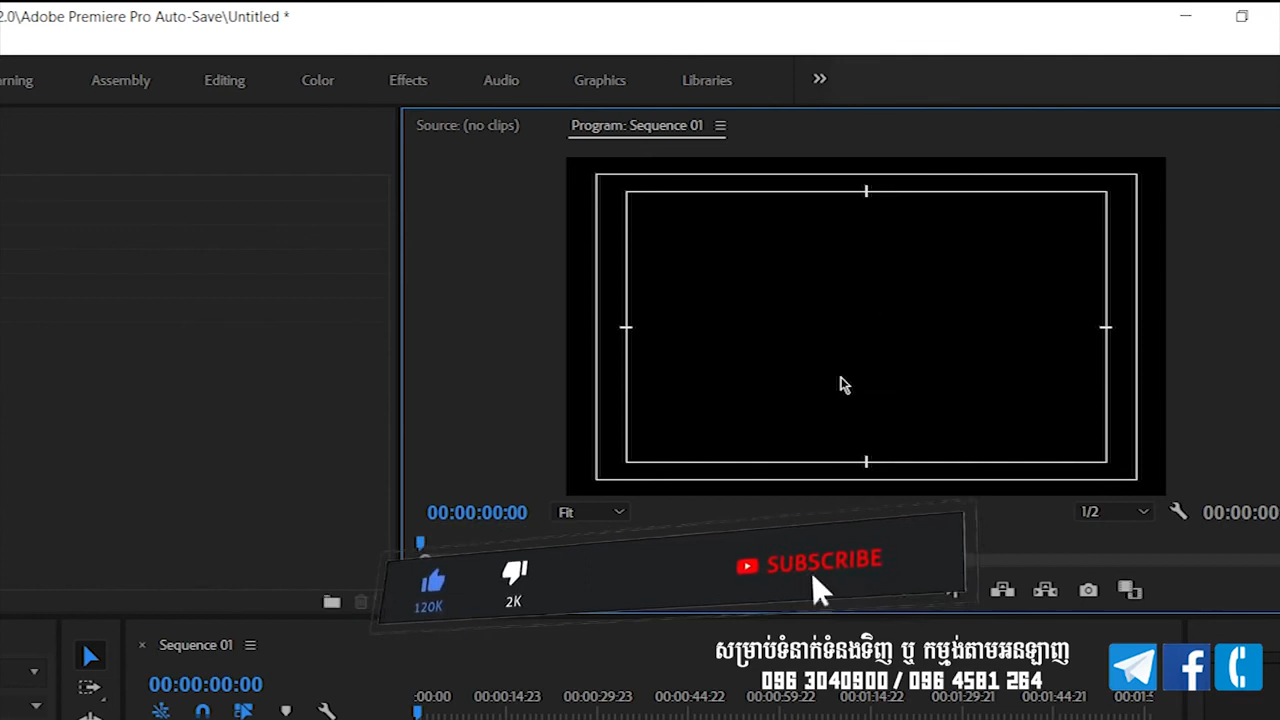 2.0\Adobe Premiere Pro Auto-Save\Untitled *
rning Assembly Editing Color Effects Audio Graphics Libraries
Source: (no clips) Program: Sequence 01
00:00:00:00 Fit 1/2 00:00:00
120K 2K SUBSCRIBE
× Sequence 01
00:00:00:00
:00:00 00:00:14:23 00:00:29:23 00:00:44:22 00:00:59:22 00:01:14:22 00:01:29:21 00:01:44:21 00:01:5
សម្រាប់ទំនាក់ទំនងទិញ ឬ កម្មង់តាមអនឡាញ
096 3040900 / 096 4581 264